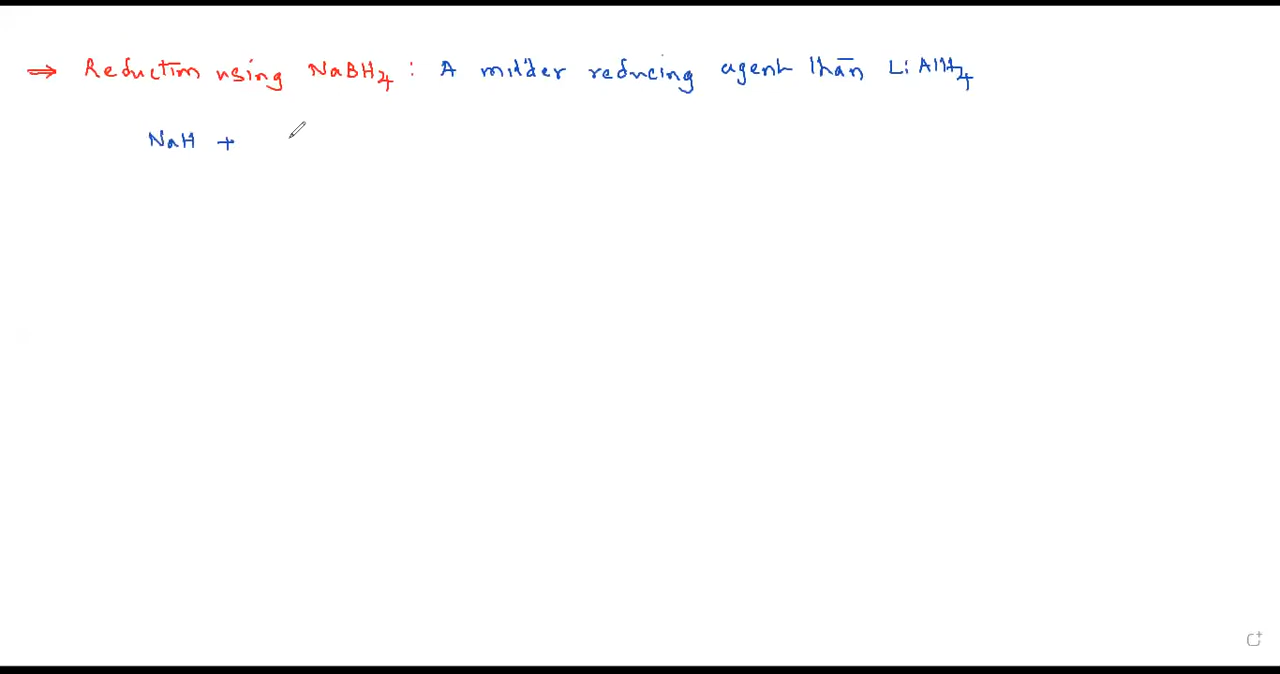 ⇒ Reduction using NaBH₄ : A milder reducing agent than LiAlH₄
NaH +